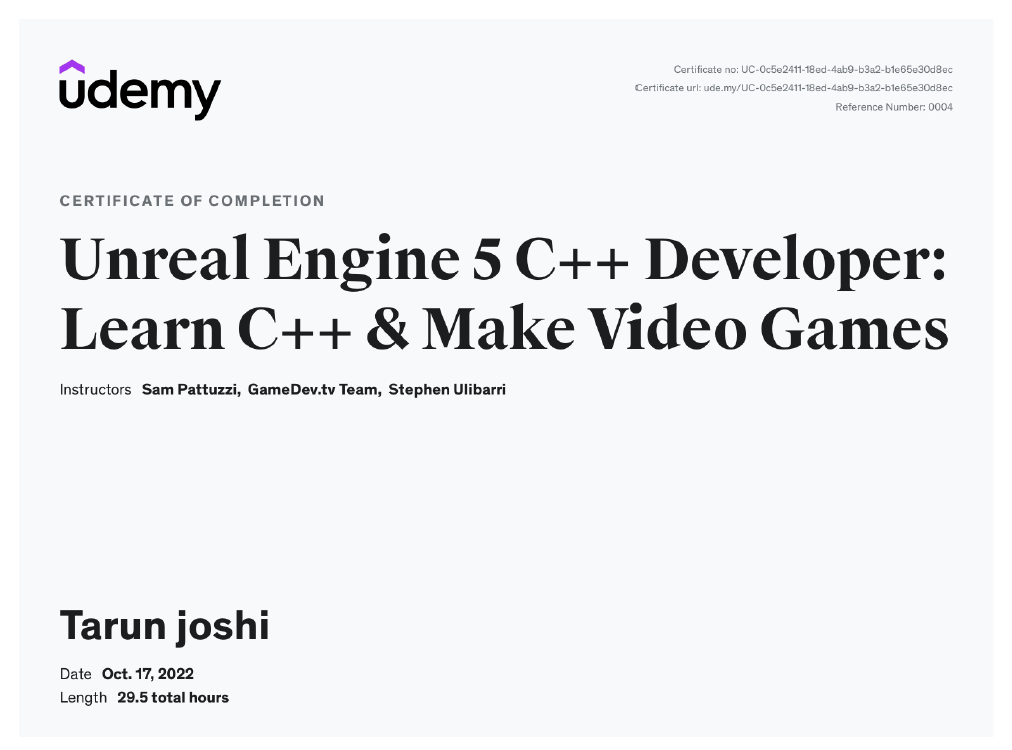 udemy
Certificate no: UC-0c5e2411-18ed-4ab9-b3a2-b1e65e30d8ec
Certificate url: ude.my/UC-0c5e2411-18ed-4ab9-b3a2-b1e65e30d8ec
Reference Number: 0004
CERTIFICATE OF COMPLETION
Unreal Engine 5 C++ Developer:
Learn C++ & Make Video Games
Instructors Sam Pattuzzi, GameDev.tv Team, Stephen Ulibarri
Tarun joshi
Date Oct. 17, 2022
Length 29.5 total hours